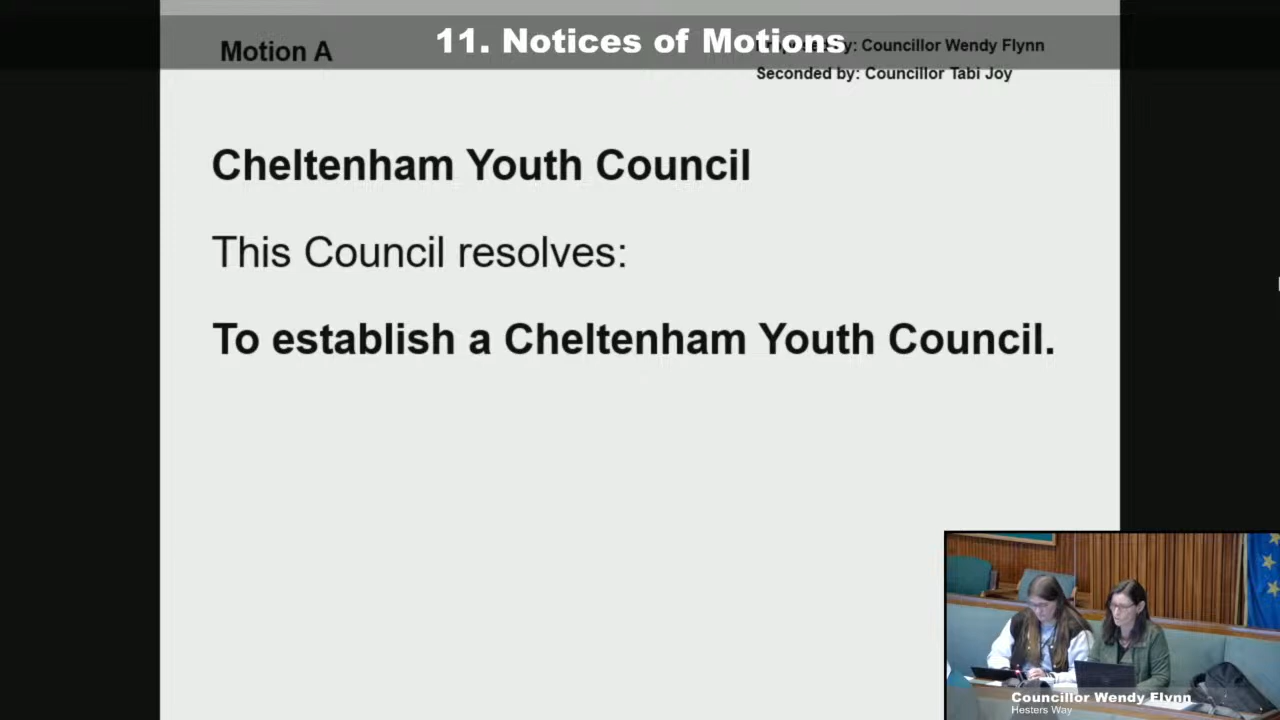 11. Notices of Motions
Motion A
y: Councillor Wendy Flynn
Seconded by: Councillor Tabi Joy
Cheltenham Youth Council
This Council resolves:
To establish a Cheltenham Youth Council.
Councillor Wendy Flynn
Hesters Way